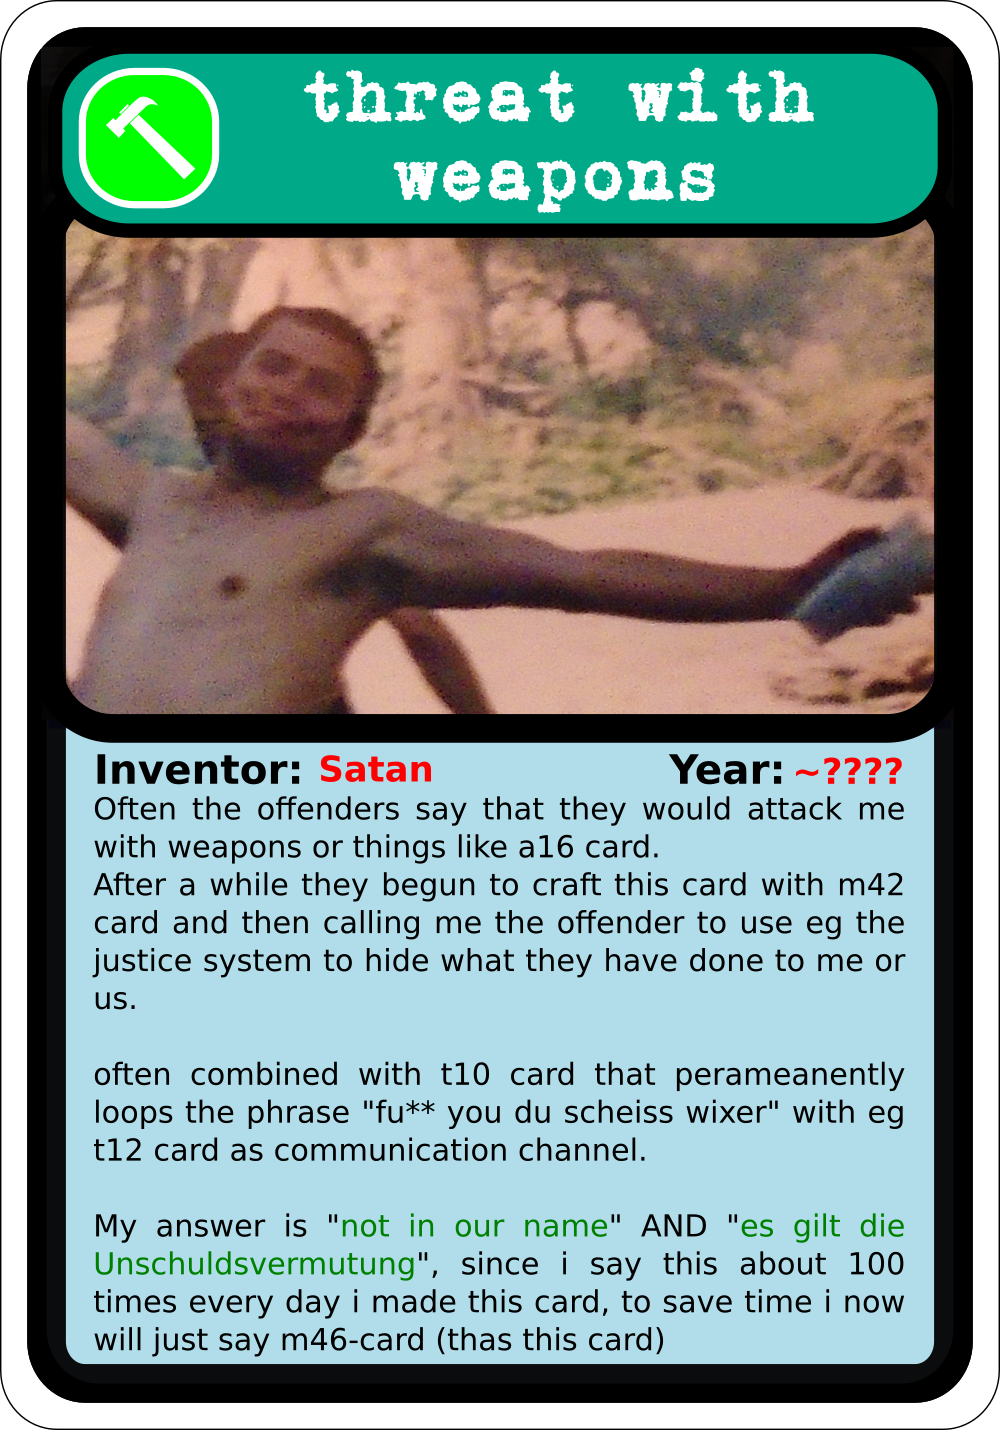 threat with
weapons
Inventor: Satan Year: ~????
Often the offenders say that they would attack me
with weapons or things like a16 card.
After a while they begun to craft this card with m42
card and then calling me the offender to use eg the
justice system to hide what they have done to me or
us.
often combined with t10 card that perameanently
loops the phrase "fu** you du scheiss wixer" with eg
t12 card as communication channel.
My answer is "not in our name" AND "es gilt die
Unschuldsvermutung", since i say this about 100
times every day i made this card, to save time i now
will just say m46-card (thas this card)